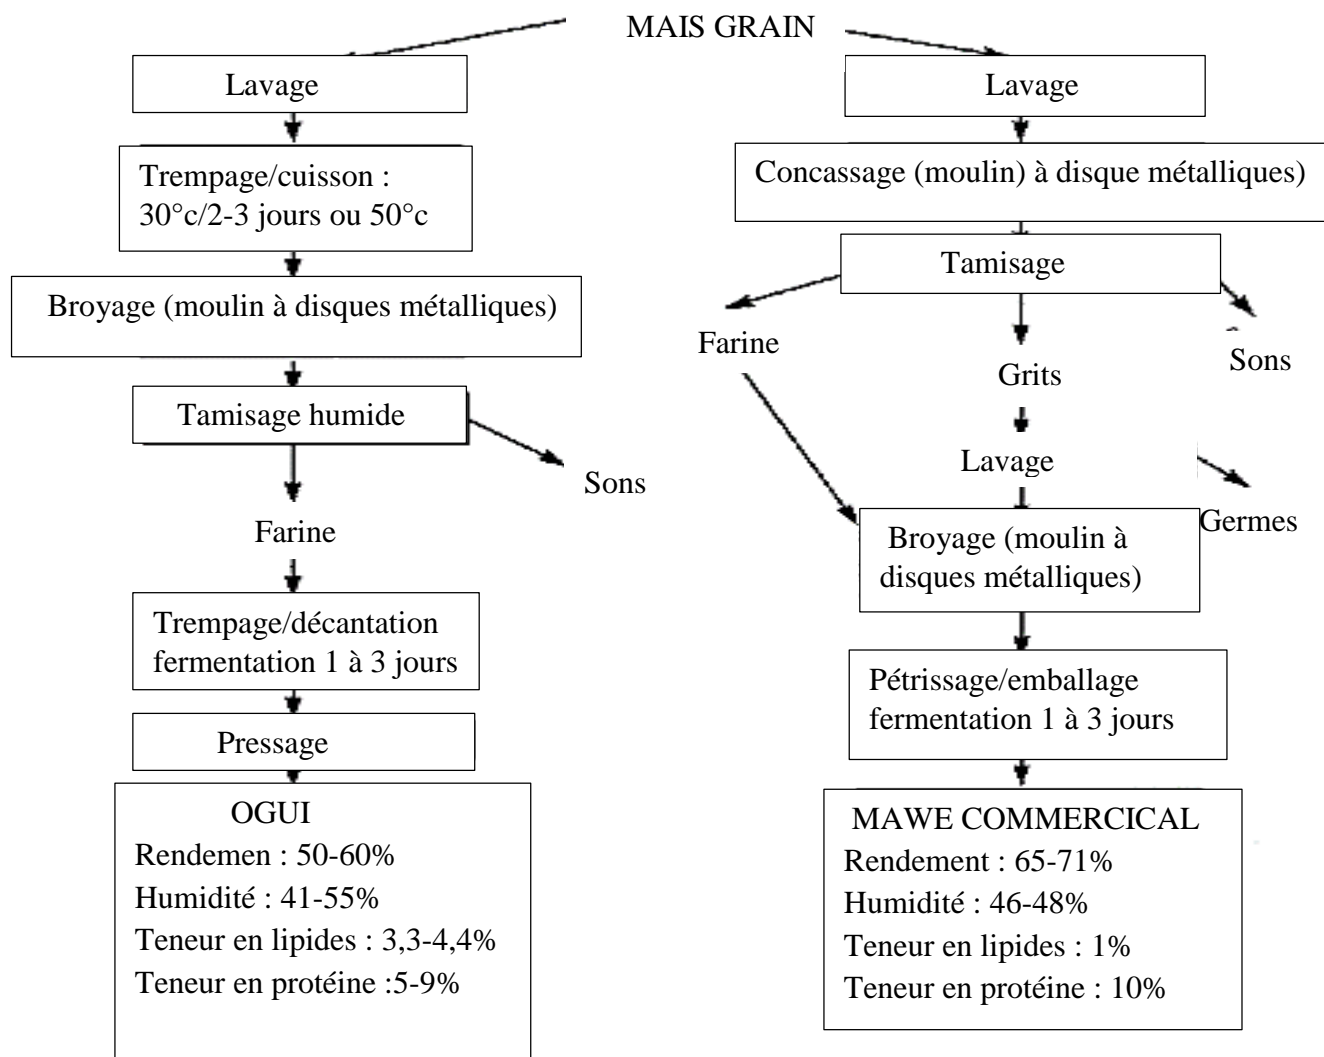 MAIS GRAIN
Lavage
Trempage/cuisson :
30°c/2-3 jours ou 50°c
Broyage (moulin à disques métalliques)
Tamisage humide
Sons
Farine
Trempage/décantation
fermentation 1 à 3 jours
Pressage
OGUI
Rendemen : 50-60%
Humidité : 41-55%
Teneur en lipides : 3,3-4,4%
Teneur en protéine :5-9%
Lavage
Concassage (moulin) à disque métalliques)
Tamisage
Farine
Grits
Sons
Lavage
Germes
Broyage (moulin à
disques métalliques)
Pétrissage/emballage
fermentation 1 à 3 jours
MAWE COMMERCICAL
Rendement : 65-71%
Humidité : 46-48%
Teneur en lipides : 1%
Teneur en protéine : 10%